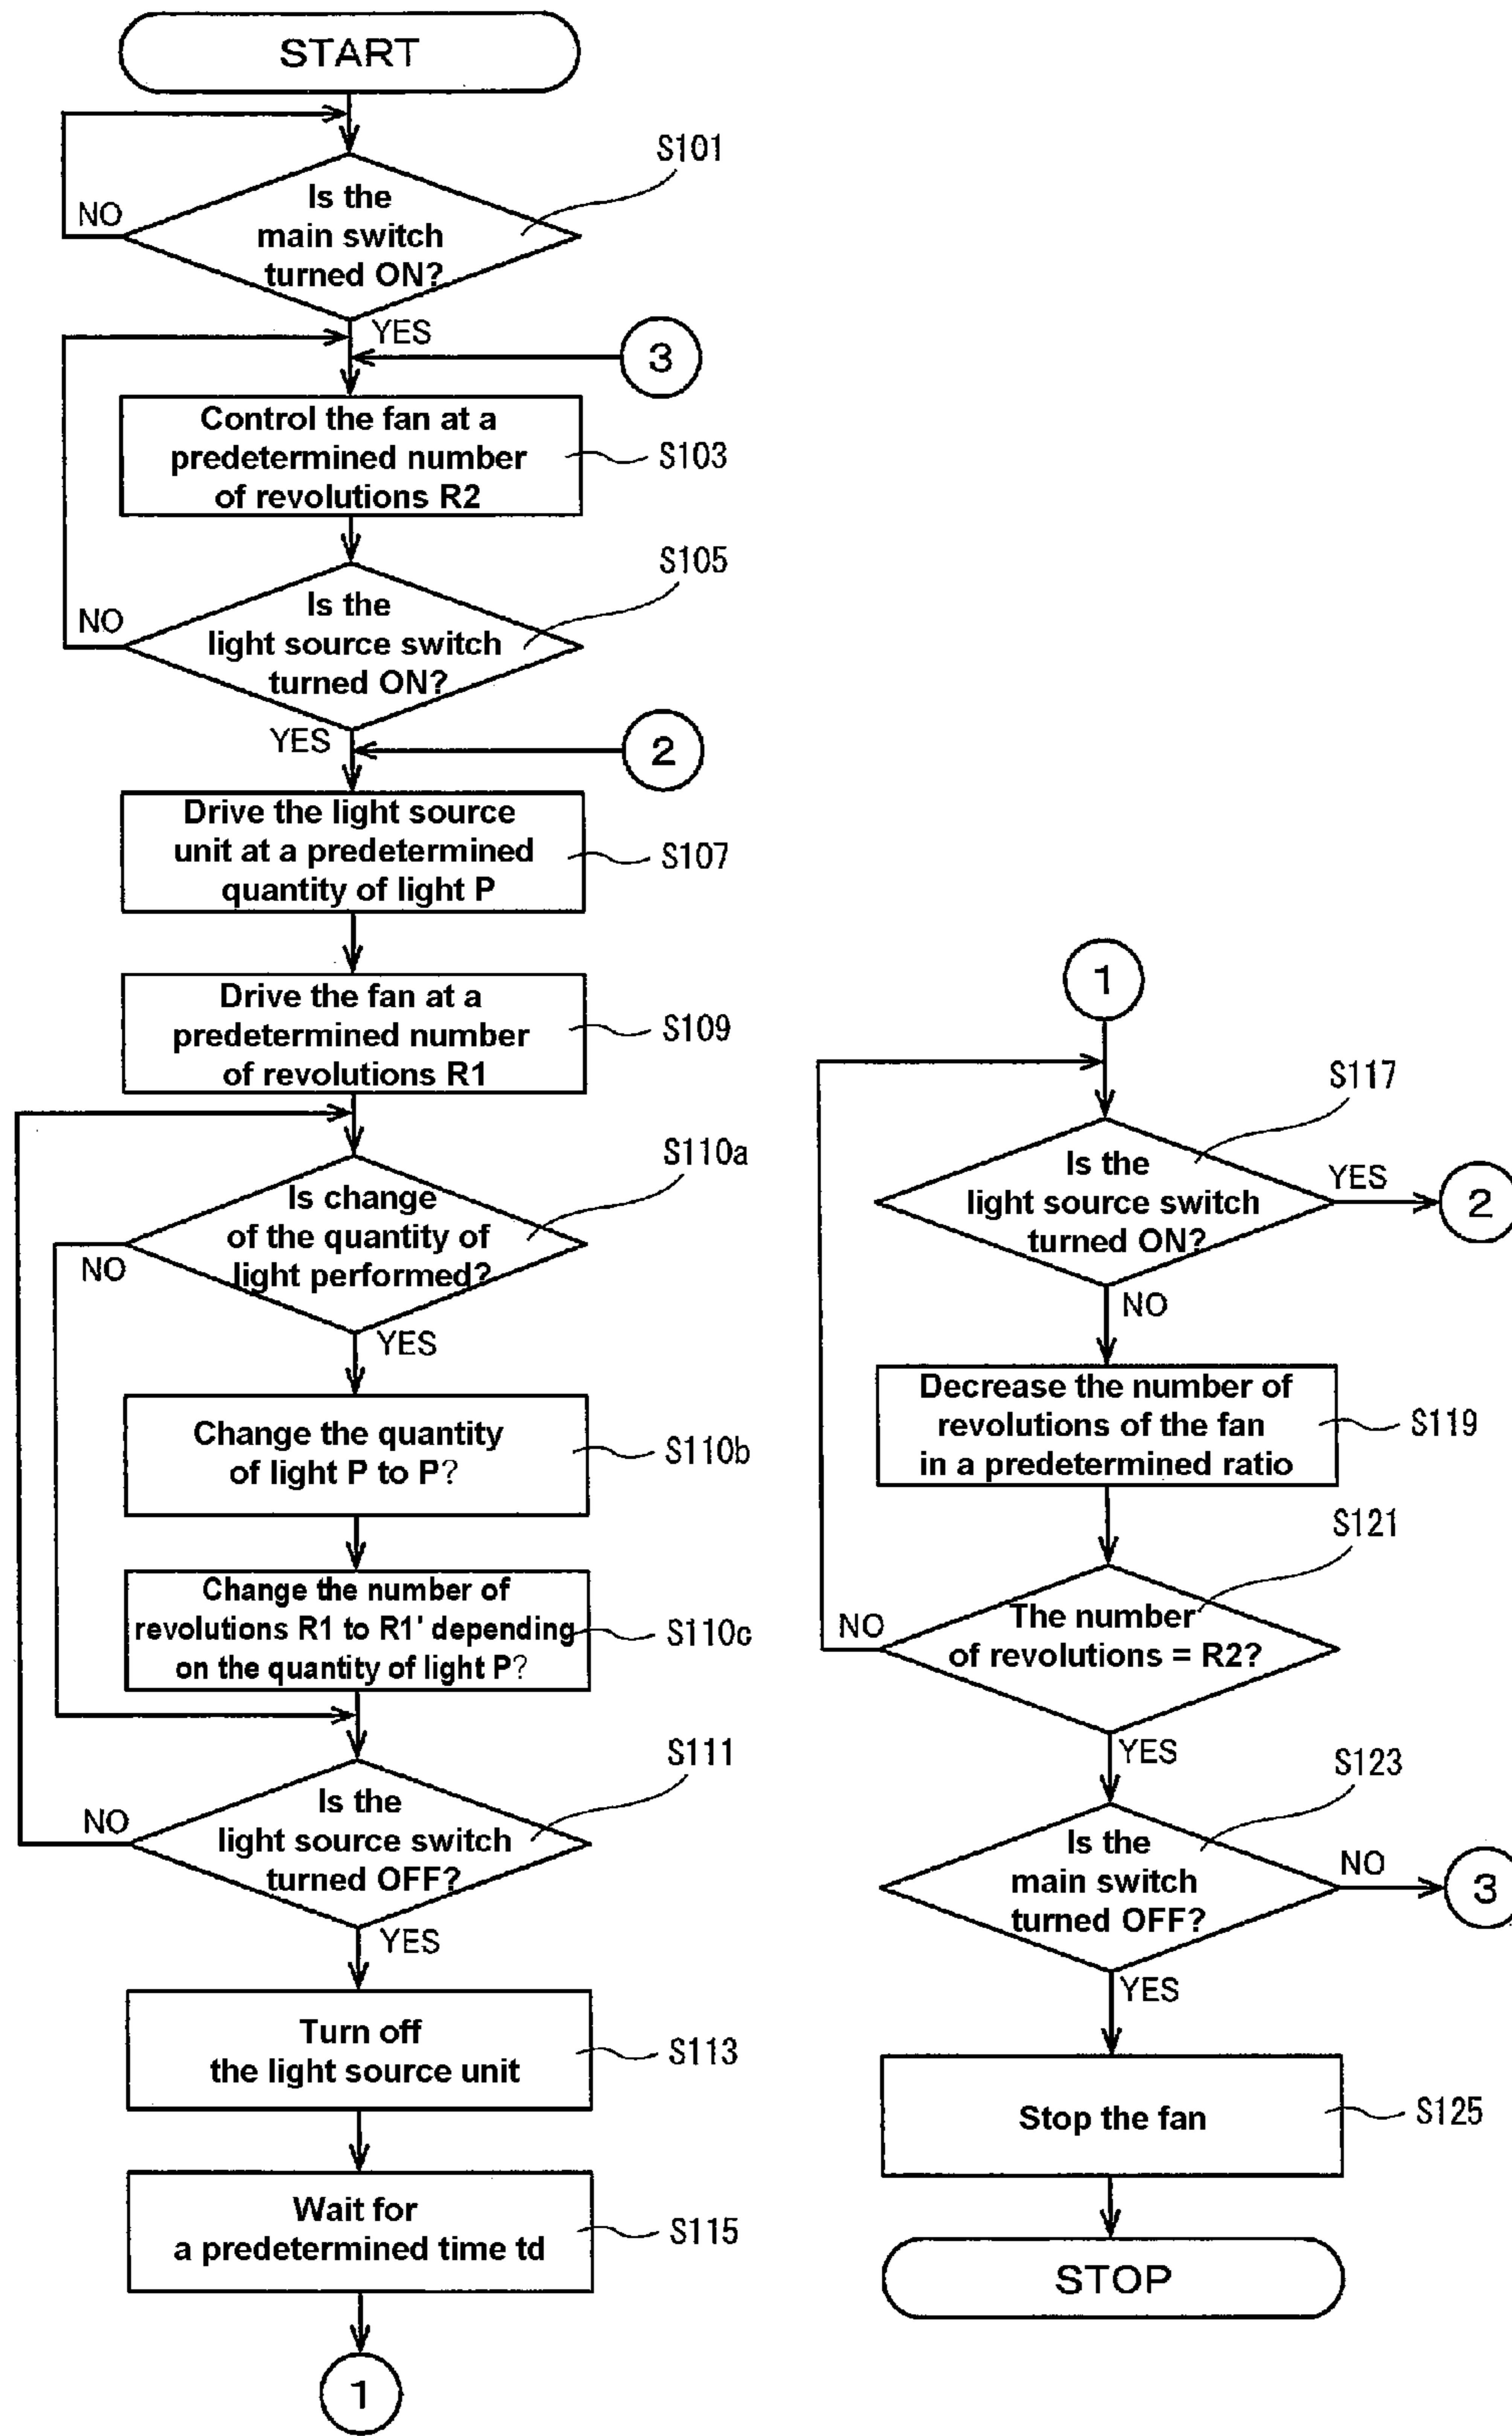 START
S101
Is the
main switch
turned ON?
NO
YES
3
Control the fan at a
predetermined number
of revolutions R2
S103
S105
Is the
light source switch
turned ON?
NO
YES
2
Drive the light source
unit at a predetermined
quantity of light P
S107
Drive the fan at a
predetermined number
of revolutions R1
S109
S110a
Is change
of the quantity of
light performed?
NO
YES
Change the quantity
of light P to P?
S110b
Change the number of
revolutions R1 to R1' depending
on the quantity of light P?
S110c
S111
Is the
light source switch
turned OFF?
NO
YES
Turn off
the light source unit
S113
Wait for
a predetermined time td
S115
1
1
S117
Is the
light source switch
turned ON?
YES
2
NO
Decrease the number of
revolutions of the fan
in a predetermined ratio
S119
S121
The number
of revolutions = R2?
NO
YES
S123
Is the
main switch
turned OFF?
NO
3
YES
Stop the fan
S125
STOP